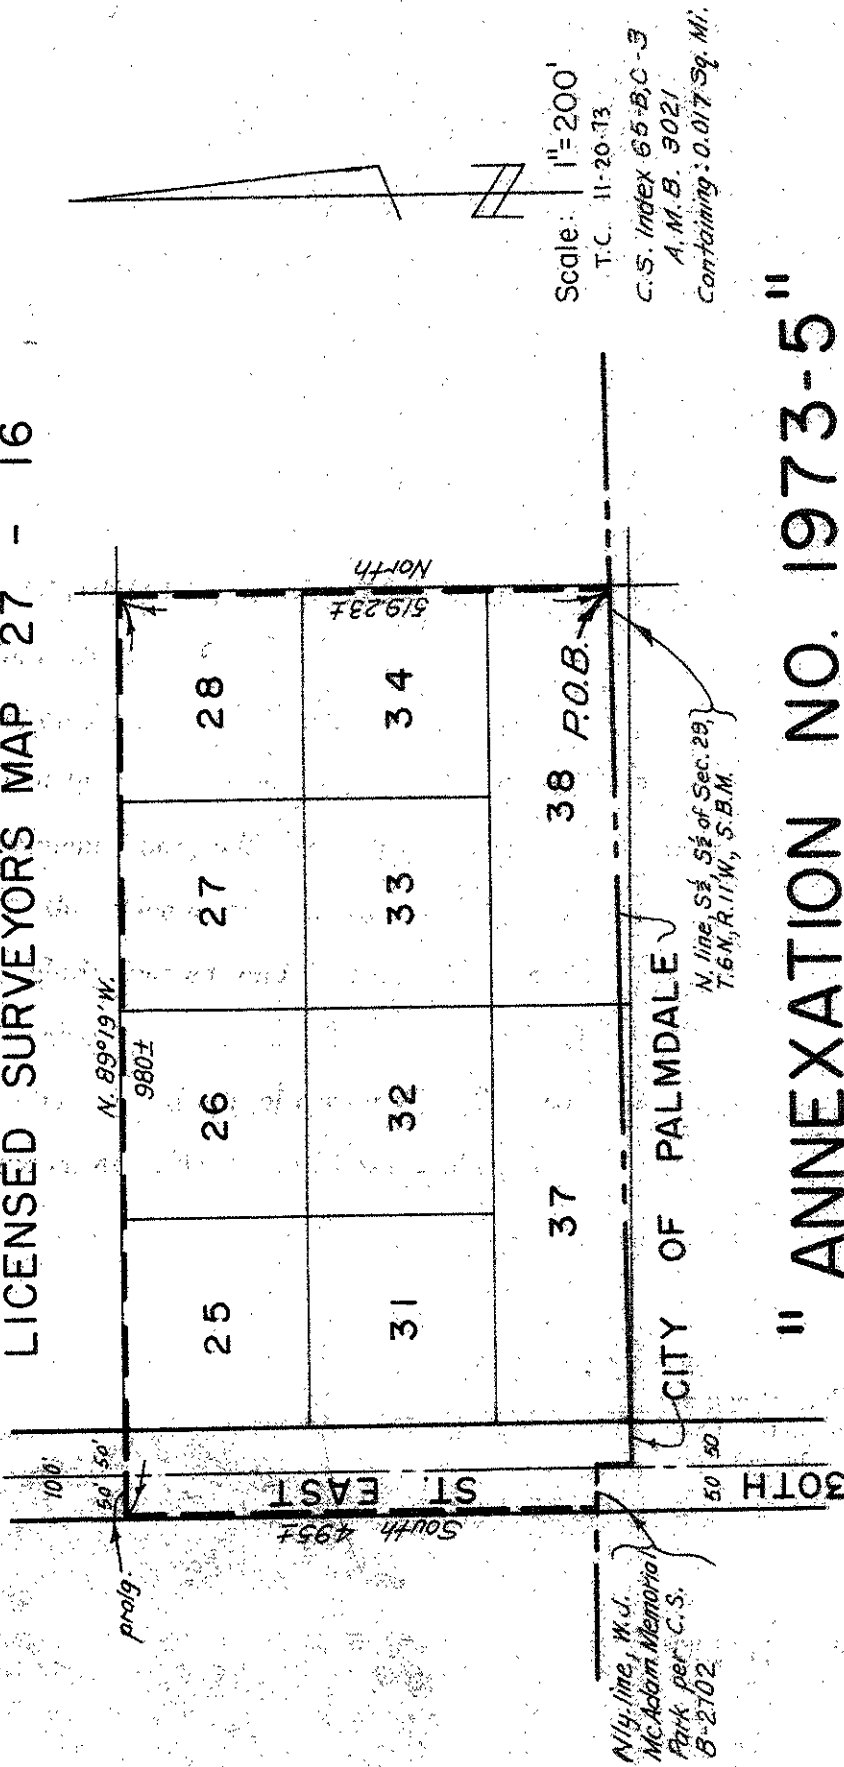 LICENSED SURVEYORS MAP 27 - 16
N. 89°19'W.
980±
prolg.
100'
50' 50'
25
26
27
28
31
32
33
34
37
38
North
519.23±
South 495±
30TH ST. EAST
50 50
P.O.B.
CITY OF PALMDALE
N. line, S½, S½ of Sec. 29,
T.6N., R.11W., S.B.M.
N'ly. line, W.J.
McAdam Memorial
Park per C.S.
B-2702
Scale: 1"=200'
T.C. 11-20-73
C.S. Index 65-B,C-3
A.M.B. 3021
Containing: 0.017 Sq. Mi.
" ANNEXATION NO. 1973-5 "